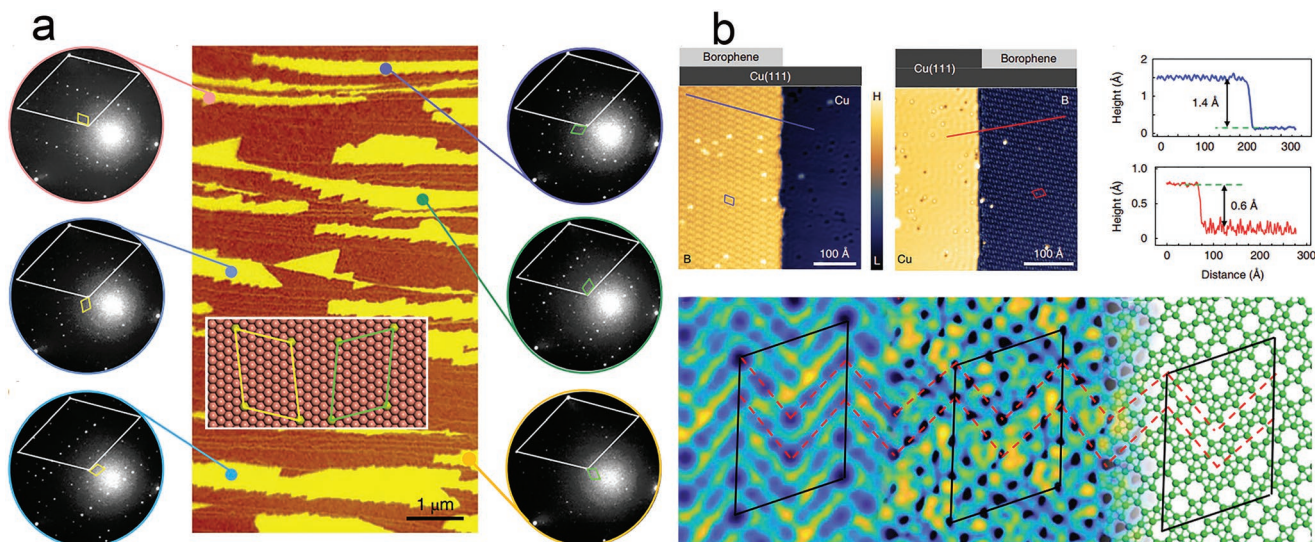 a
1 μm
b
Borophene
Cu(111)
Cu
B
100 Å
H
L
Cu(111)
Borophene
B
Cu
100 Å
Height (Å)
2
1
0
1.4 Å
0 100 200 300
Height (Å)
1.0
0.5
0
0.6 Å
0 100 200 300
Distance (Å)